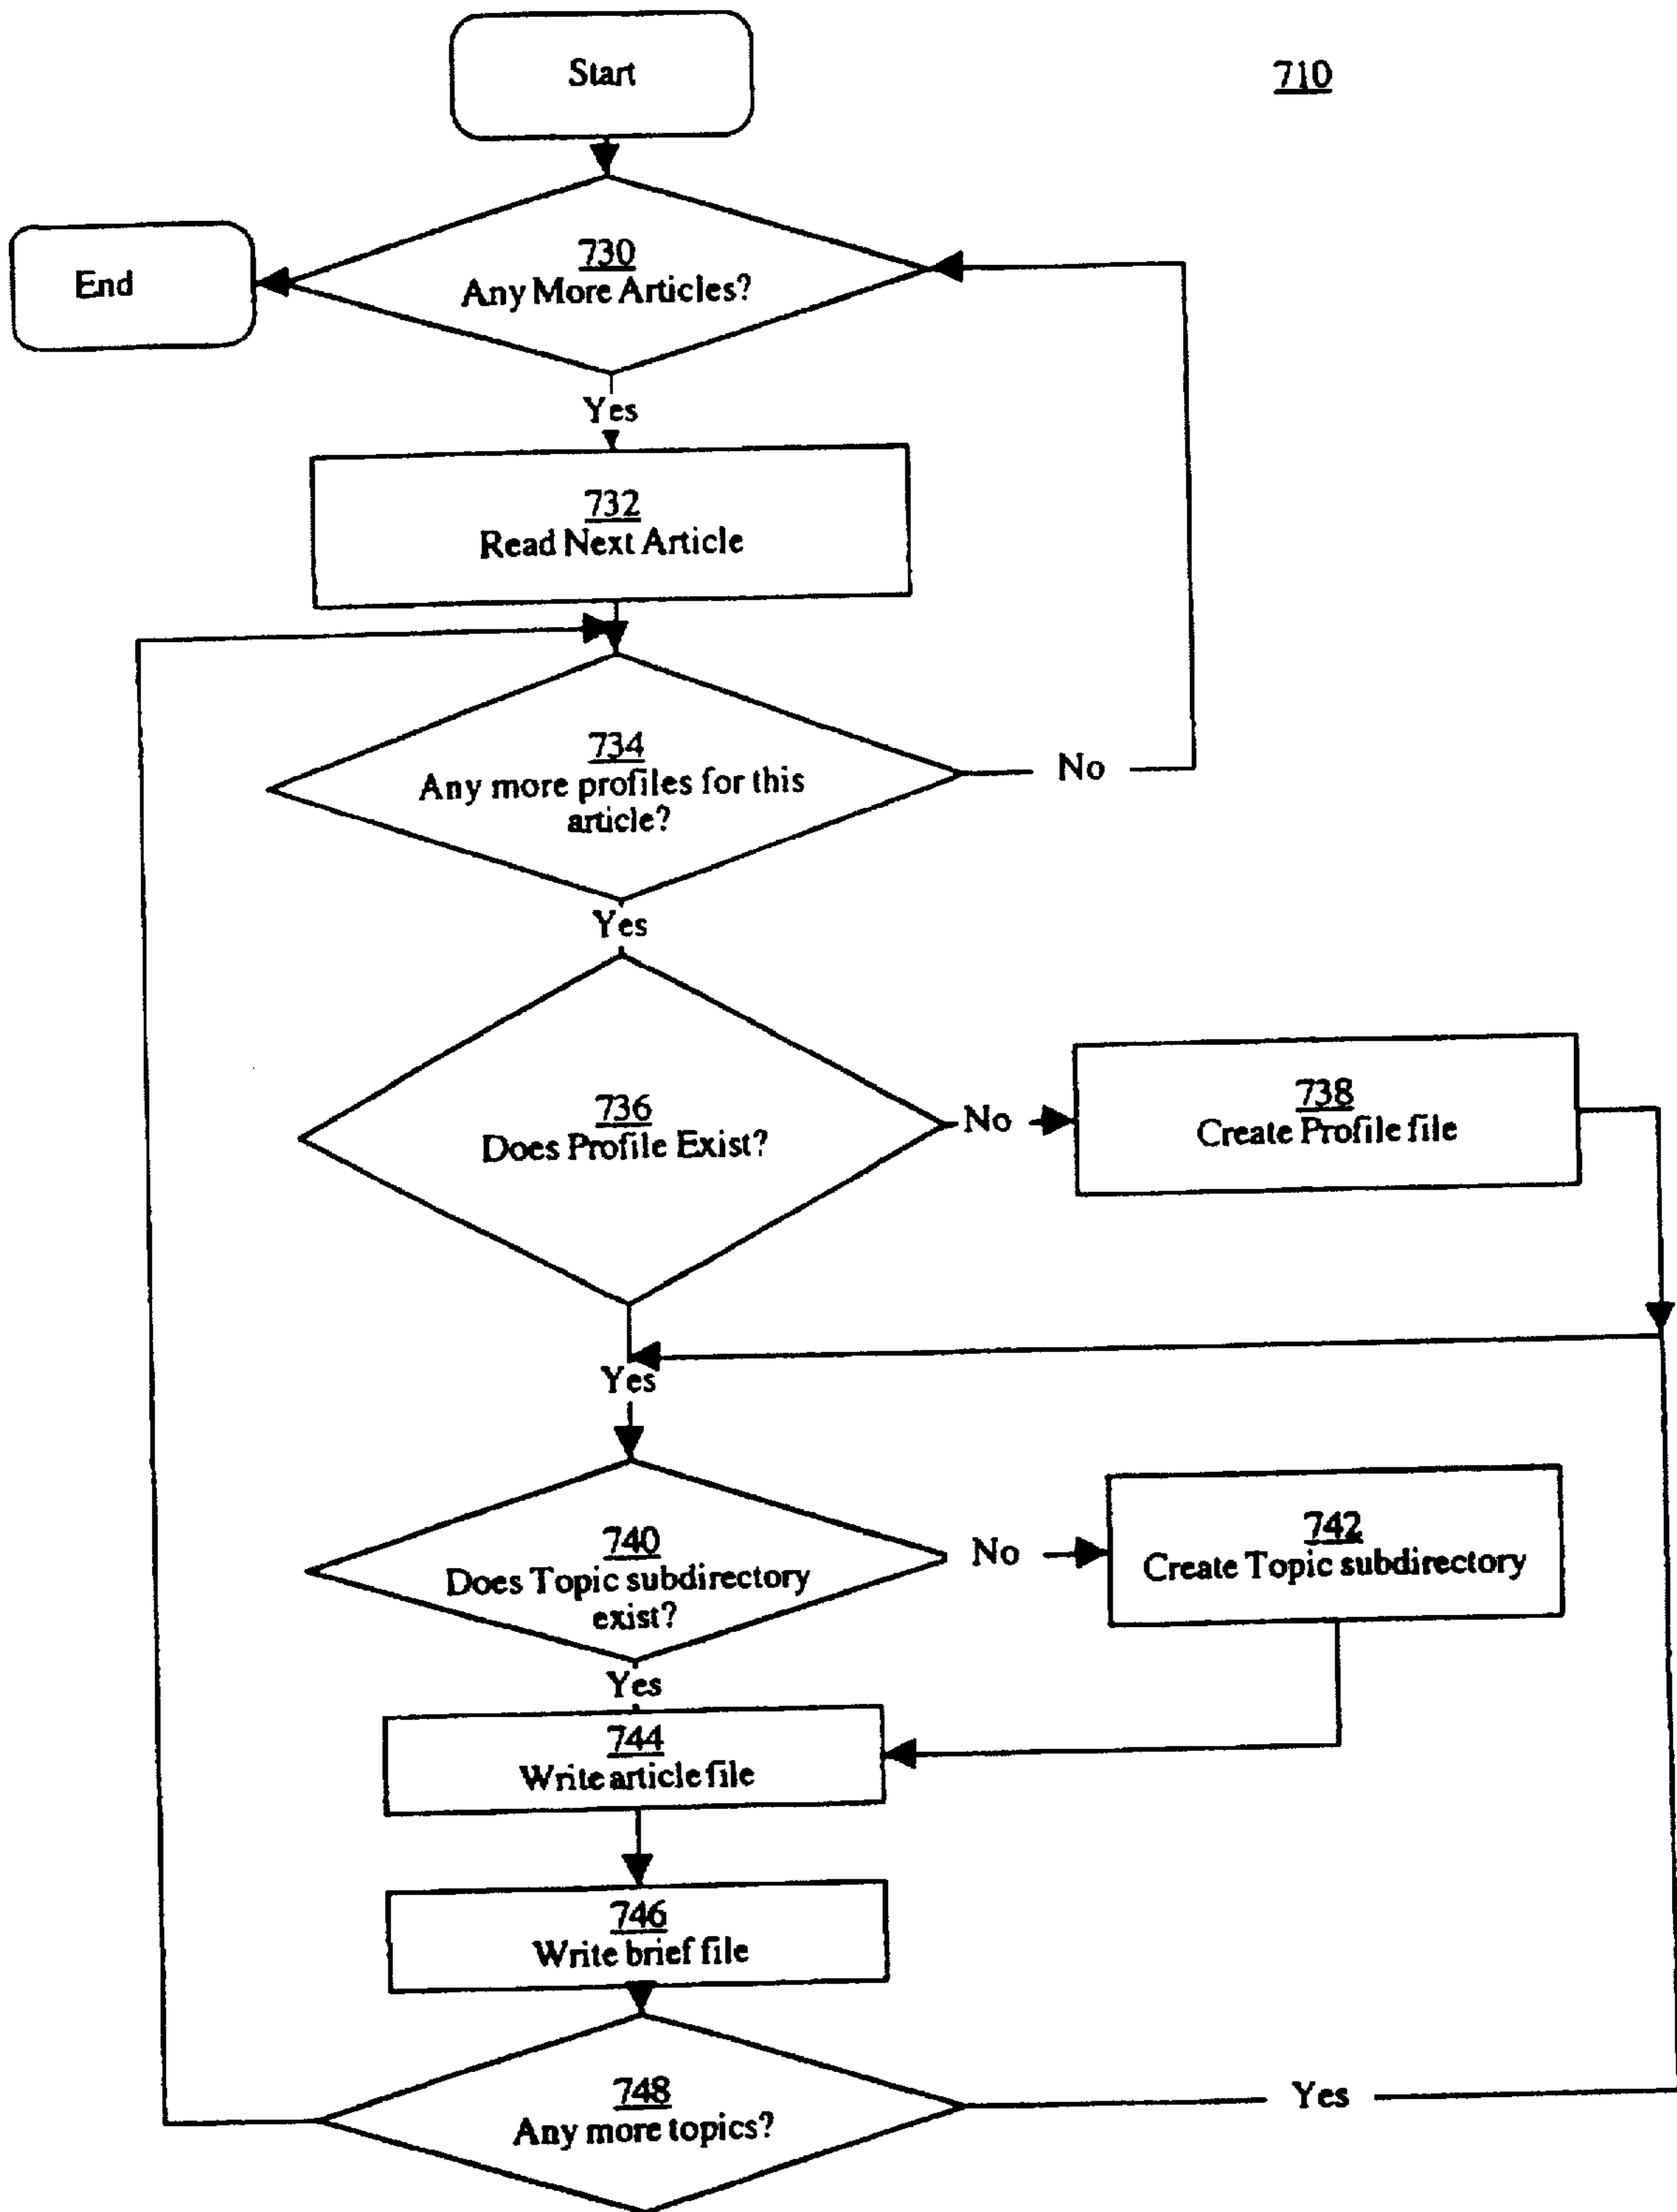 Start
710
730
Any More Articles?
End
Yes
732
Read Next Article
734
Any more profiles for this
article?
No
Yes
736
Does Profile Exist?
No
738
Create Profile file
Yes
740
Does Topic subdirectory
exist?
No
742
Create Topic subdirectory
Yes
744
Write article file
746
Write brief file
748
Any more topics?
Yes